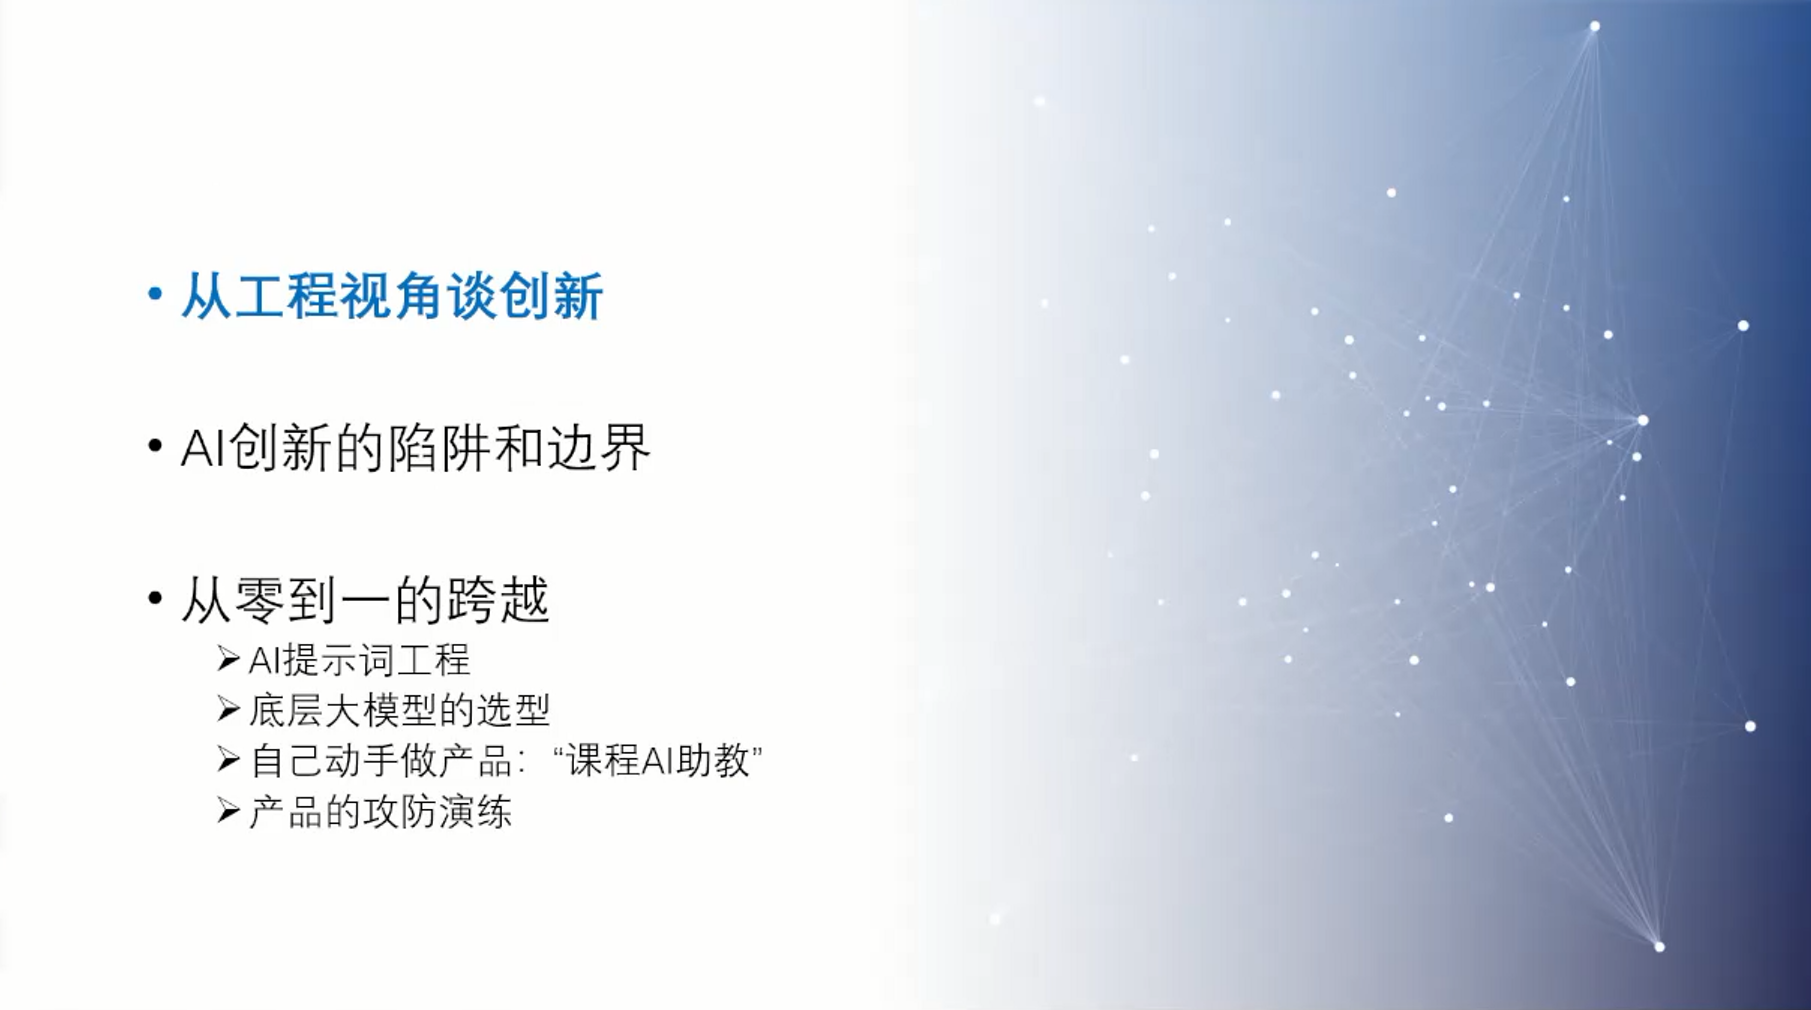 • 从工程视角谈创新
• AI创新的陷阱和边界
• 从零到一的跨越
➢ AI提示词工程
➢ 底层大模型的选型
➢ 自己动手做产品：“课程AI助教”
➢ 产品的攻防演练